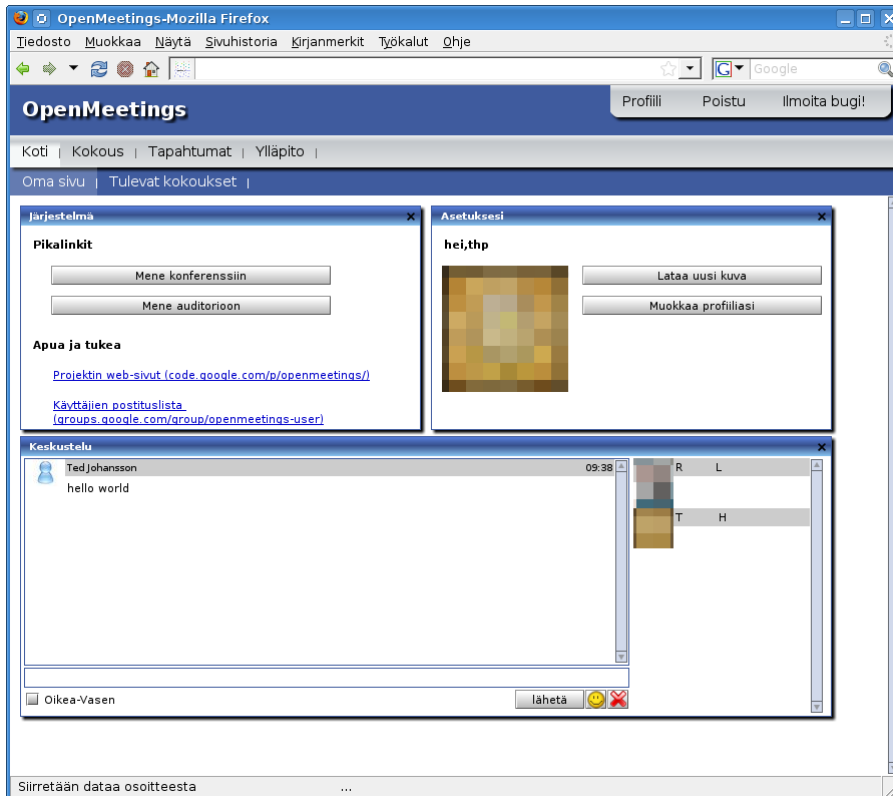 OpenMeetings-Mozilla Firefox
Tiedosto Muokkaa Näytä Sivuhistoria Kirjanmerkit Työkalut Ohje
G Google
OpenMeetings
Profiili Poistu Ilmoita bugi!
Koti | Kokous | Tapahtumat | Ylläpito |
Oma sivu | Tulevat kokoukset |
Järjestelmä
Pikalinkit
Mene konferenssiin
Mene auditorioon
Apua ja tukea
Projektin web-sivut (code.google.com/p/openmeetings/)
Käyttäjien postituslista
(groups.google.com/group/openmeetings-user)
Asetuksesi
hei,thp
Lataa uusi kuva
Muokkaa profiiliasi
Keskustelu
Ted Johansson 09:38
hello world
R L
T H
Oikea-Vasen
lähetä
Siirretään dataa osoitteesta ...